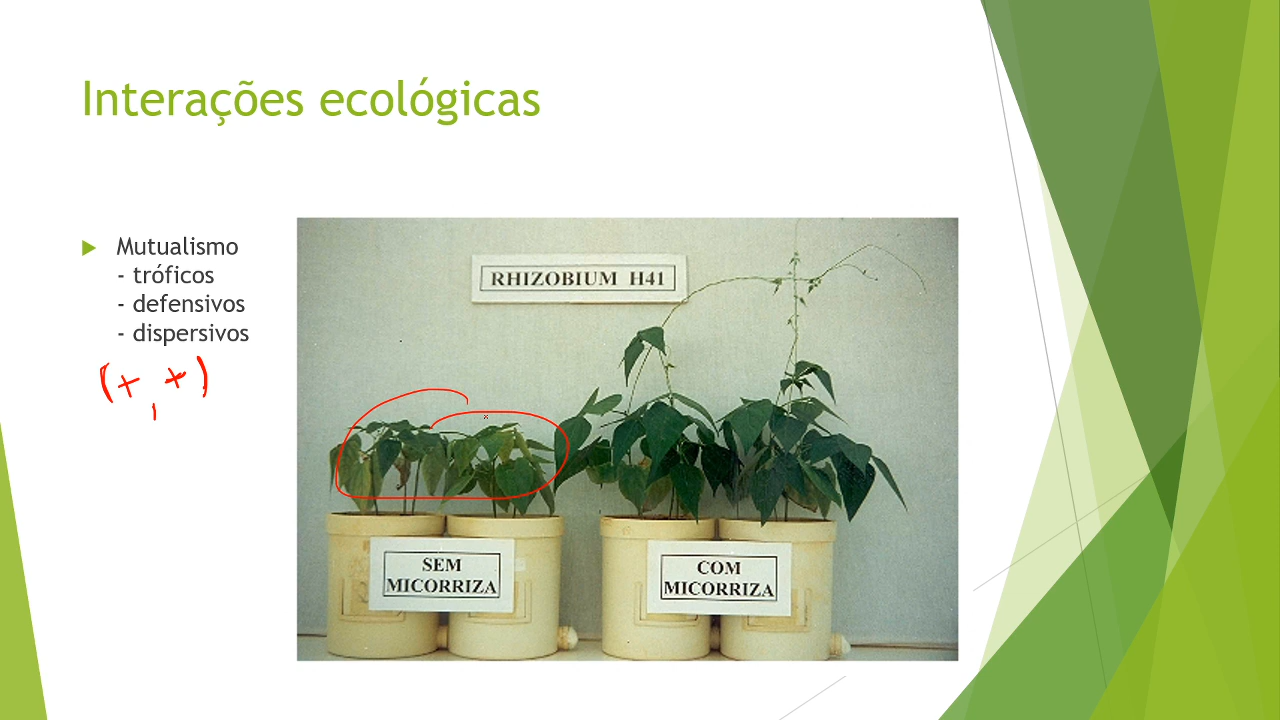 Interações ecológicas
Mutualismo
- tróficos
- defensivos
- dispersivos
(+, +)
RHIZOBIUM H41
SEM
MICORRIZA
COM
MICORRIZA